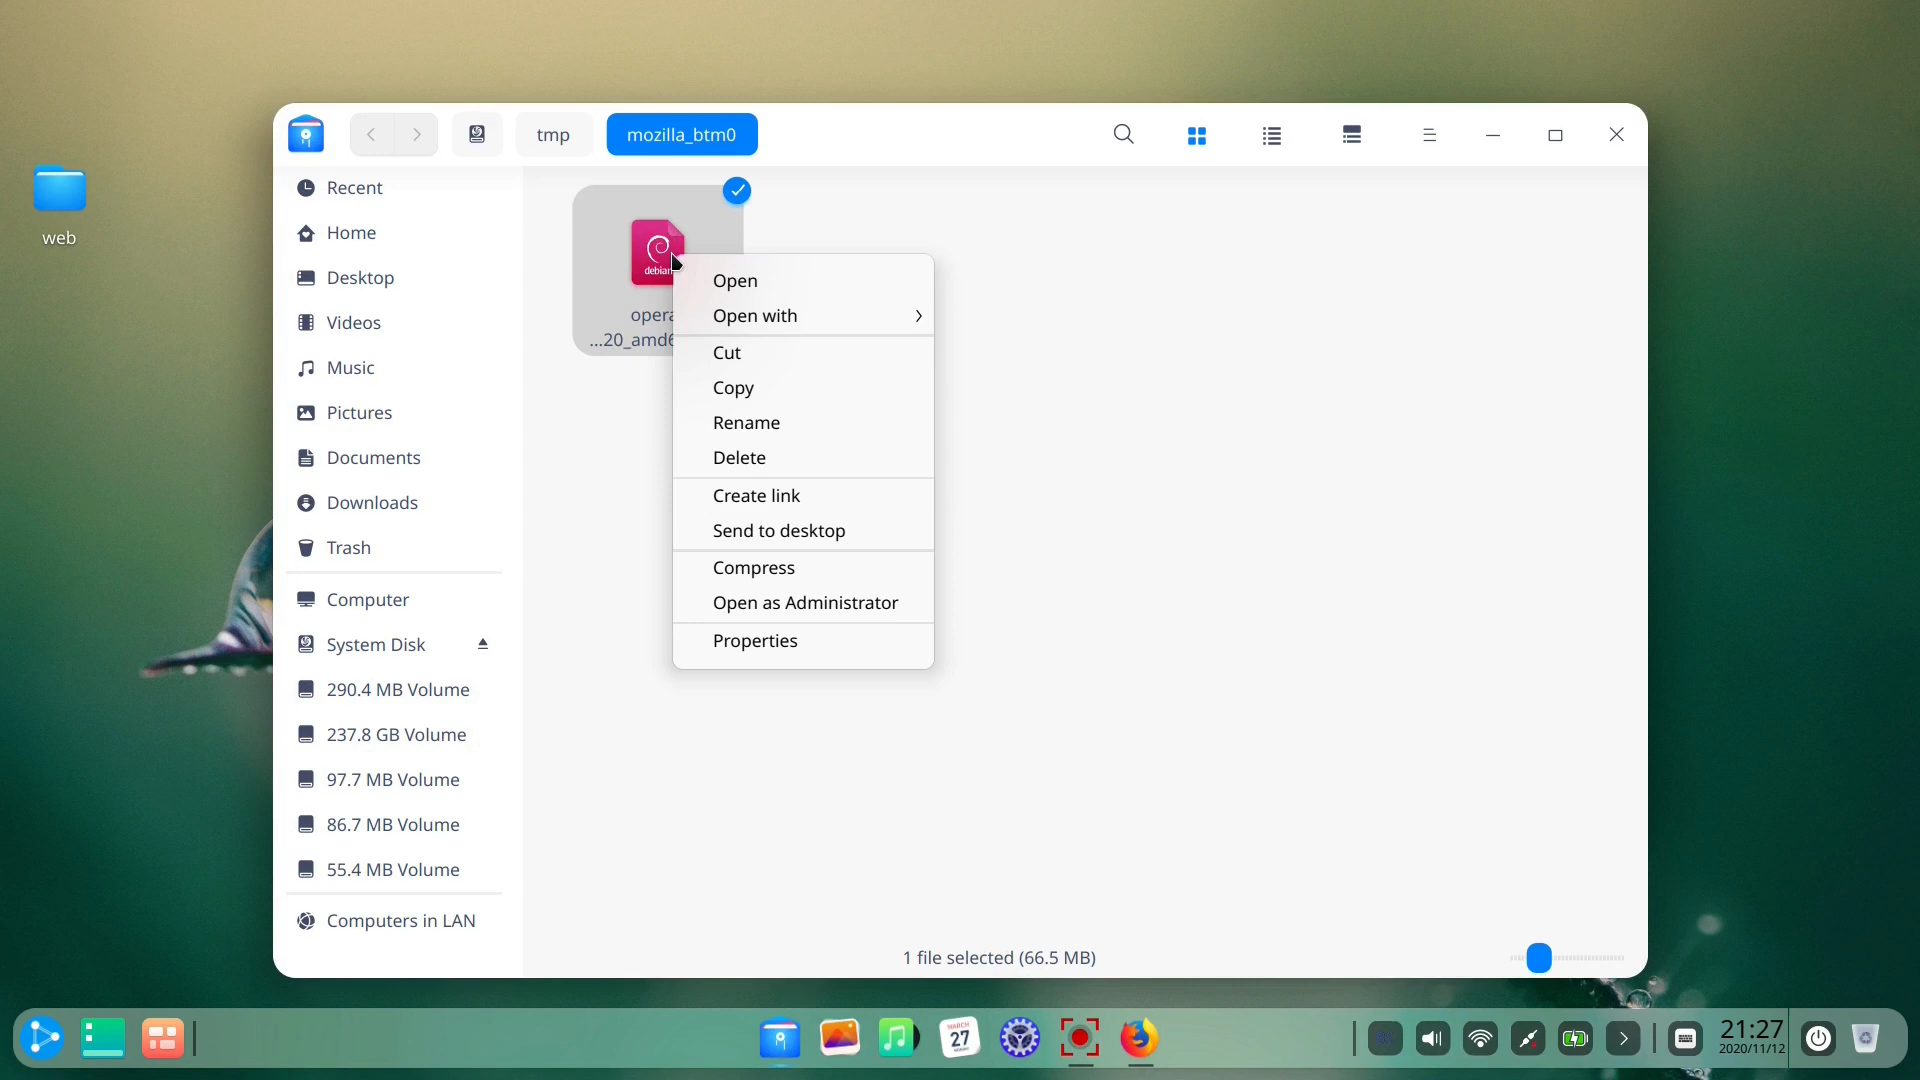 tmp
mozilla_btm0
web
Recent
Home
Desktop
Videos
Music
Pictures
Documents
Downloads
Trash
Computer
System Disk
290.4 MB Volume
237.8 GB Volume
97.7 MB Volume
86.7 MB Volume
55.4 MB Volume
Computers in LAN
debian
opera
...20_amd6
Open
Open with
Cut
Copy
Rename
Delete
Create link
Send to desktop
Compress
Open as Administrator
Properties
1 file selected (66.5 MB)
MARCH
27
21:27
2020/11/12